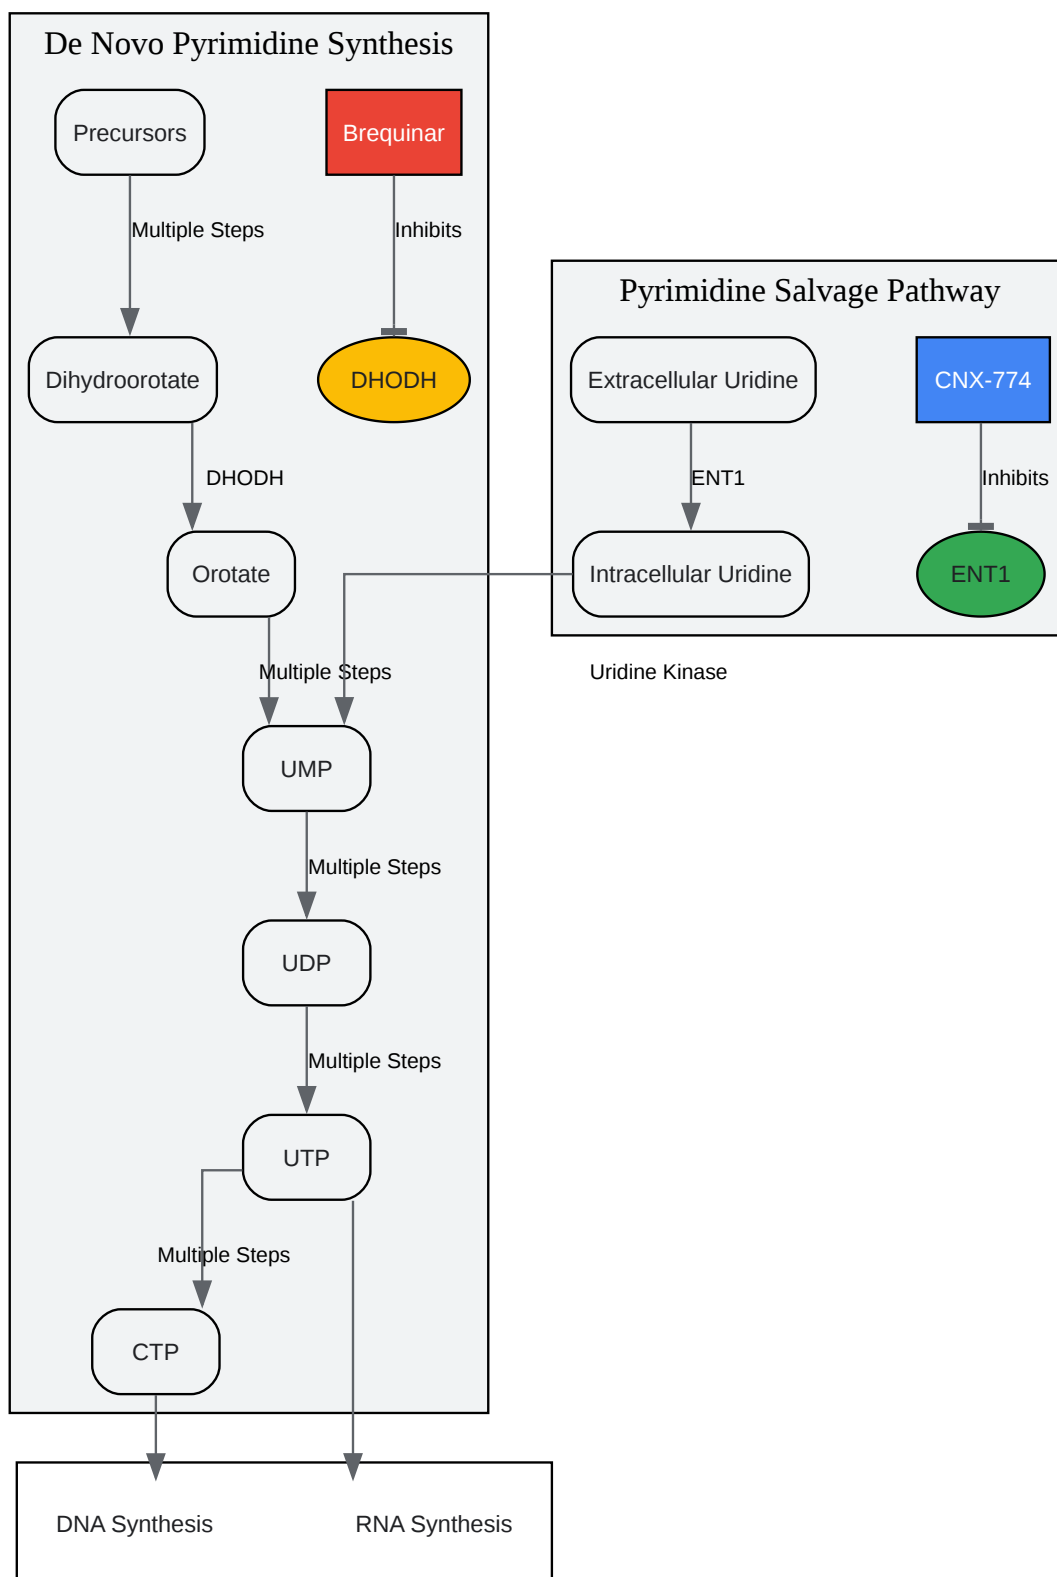 De Novo Pyrimidine Synthesis
Precursors
Brequinar
Multiple Steps
Inhibits
Pyrimidine Salvage Pathway
Dihydroorotate
DHODH
Extracellular Uridine
CNX-774
DHODH
ENT1
Inhibits
Orotate
Intracellular Uridine
ENT1
Multiple Steps
Uridine Kinase
UMP
Multiple Steps
UDP
Multiple Steps
UTP
Multiple Steps
CTP
DNA Synthesis
RNA Synthesis